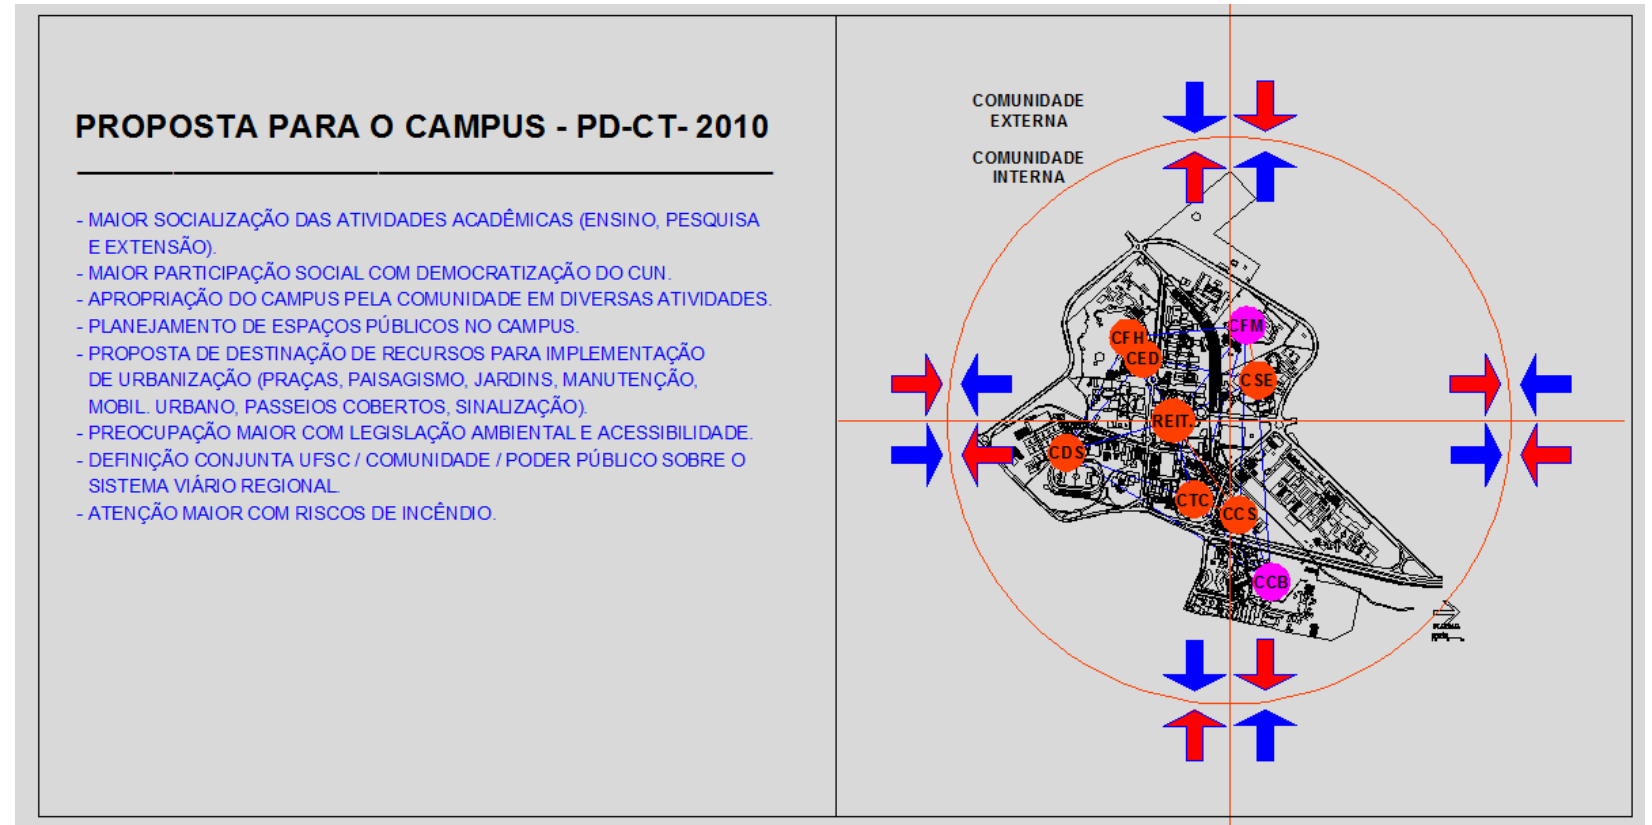 PROPOSTA PARA O CAMPUS - PD-CT- 2010
- MAIOR SOCIALIZAÇÃO DAS ATIVIDADES ACADÊMICAS (ENSINO, PESQUISA
E EXTENSÃO).
- MAIOR PARTICIPAÇÃO SOCIAL COM DEMOCRATIZAÇÃO DO CUN.
- APROPRIAÇÃO DO CAMPUS PELA COMUNIDADE EM DIVERSAS ATIVIDADES.
- PLANEJAMENTO DE ESPAÇOS PÚBLICOS NO CAMPUS.
- PROPOSTA DE DESTINAÇÃO DE RECURSOS PARA IMPLEMENTAÇÃO
DE URBANIZAÇÃO (PRAÇAS, PAISAGISMO, JARDINS, MANUTENÇÃO,
MOBIL. URBANO, PASSEIOS COBERTOS, SINALIZAÇÃO).
- PREOCUPAÇÃO MAIOR COM LEGISLAÇÃO AMBIENTAL E ACESSIBILIDADE.
- DEFINIÇÃO CONJUNTA UFSC / COMUNIDADE / PODER PÚBLICO SOBRE O
SISTEMA VIÁRIO REGIONAL.
- ATENÇÃO MAIOR COM RISCOS DE INCÊNDIO.
COMUNIDADE
EXTERNA
COMUNIDADE
INTERNA
CFM
CFH
CED
CSE
REIT.
CDS
CTC
CCS
CCB